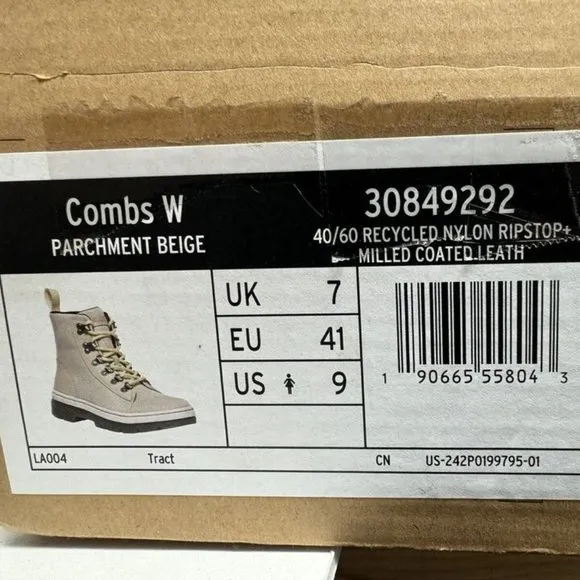 Combs W
PARCHMENT BEIGE
30849292
40/60 RECYCLED NYLON RIPSTOP+
MILLED COATED LEATH
UK 7
EU 41
US 9
1 90665 55804 3
LA004 Tract CN US-242P0199795-01